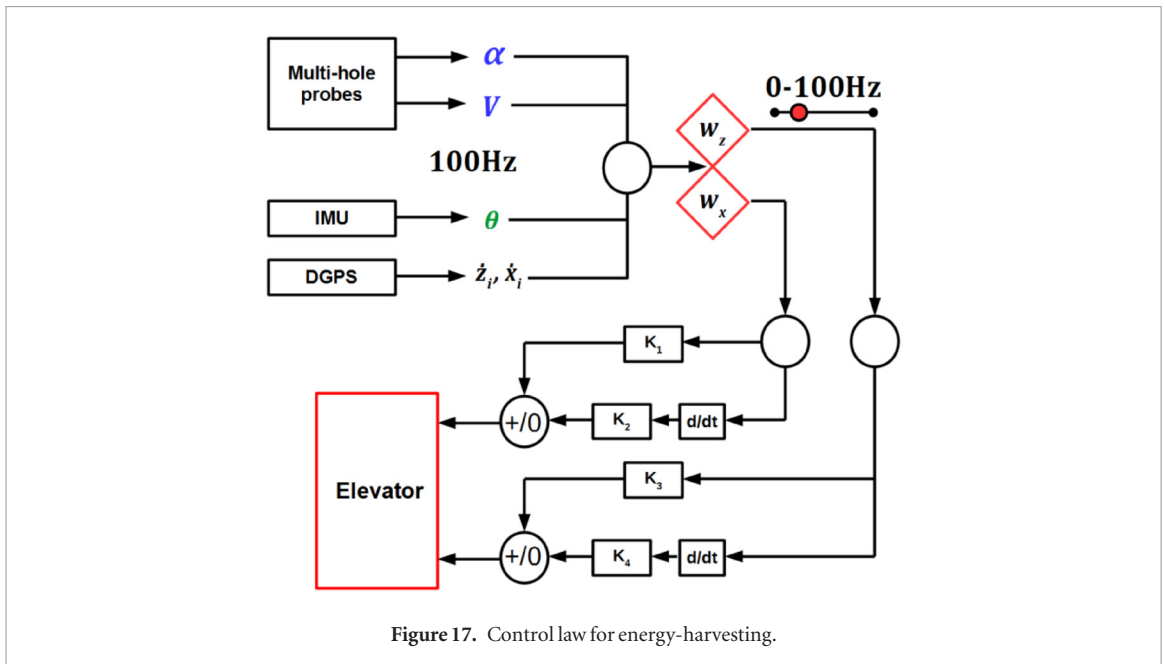 Multi-hole
probes
α
V
100Hz
IMU
θ
DGPS
ż_i, ẋ_i
w_z
w_x
0-100Hz
K_1
+/0
K_2
d/dt
K_3
Elevator
+/0
K_4
d/dt
Figure 17. Control law for energy-harvesting.